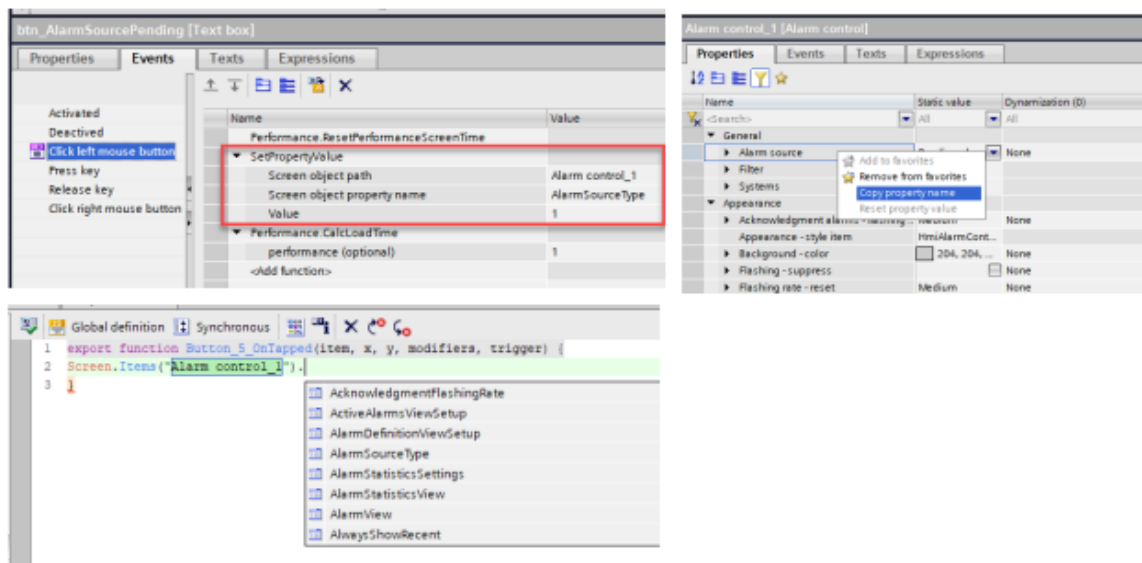 btn_AlarmSourcePending [Text box]
Properties Events Texts Expressions
Activated
Deactived
Click left mouse button
Press key
Release key
Click right mouse button
Name Value
Performance.ResetPerformanceScreenTime
SetPropertyValue
Screen object path Alarm control_1
Screen object property name AlarmSourceType
Value 1
Performance.CalcLoadTime
performance (optional) 1
<Add function>
Alarm control_1 [Alarm control]
Properties Events Texts Expressions
Name Static value Dynamization (0)
<Search> All All
General
Alarm source None
Filter
Systems
Add to favorites
Remove from favorites
Copy property name
Reset property value
Appearance
Acknowledgment alarms - flashing ... Medium None
Appearance - style item HmiAlarmCont...
Background - color 204, 204, ... None
Flashing - suppress None
Flashing rate - reset Medium None
Global definition Synchronous
1 export function Button_5_OnTapped(item, x, y, modifiers, trigger) {
2 Screen.Items("Alarm control_1").
3 }
AcknowledgmentFlashingRate
ActiveAlarmsViewSetup
AlarmDefinitionViewSetup
AlarmSourceType
AlarmStatisticsSettings
AlarmStatisticsView
AlarmView
AlwaysShowRecent